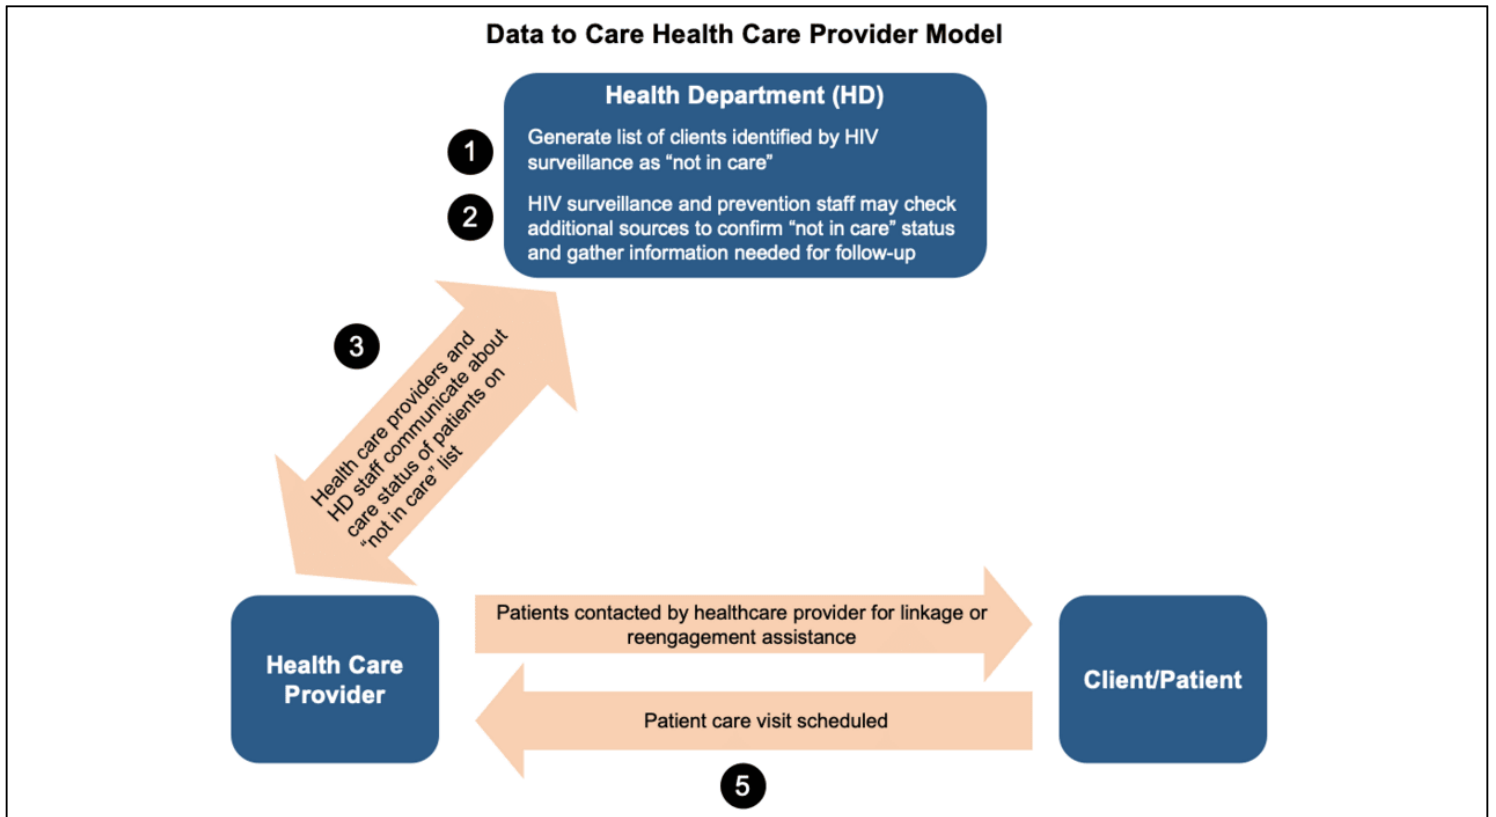 Data to Care Health Care Provider Model
Health Department (HD)
1
Generate list of clients identified by HIV
surveillance as “not in care”
2
HIV surveillance and prevention staff may check
additional sources to confirm “not in care” status
and gather information needed for follow-up
3
Health care providers and
HD staff communicate about
care status of patients on
“not in care” list
Health Care
Provider
Patients contacted by healthcare provider for linkage or
reengagement assistance
Client/Patient
Patient care visit scheduled
5